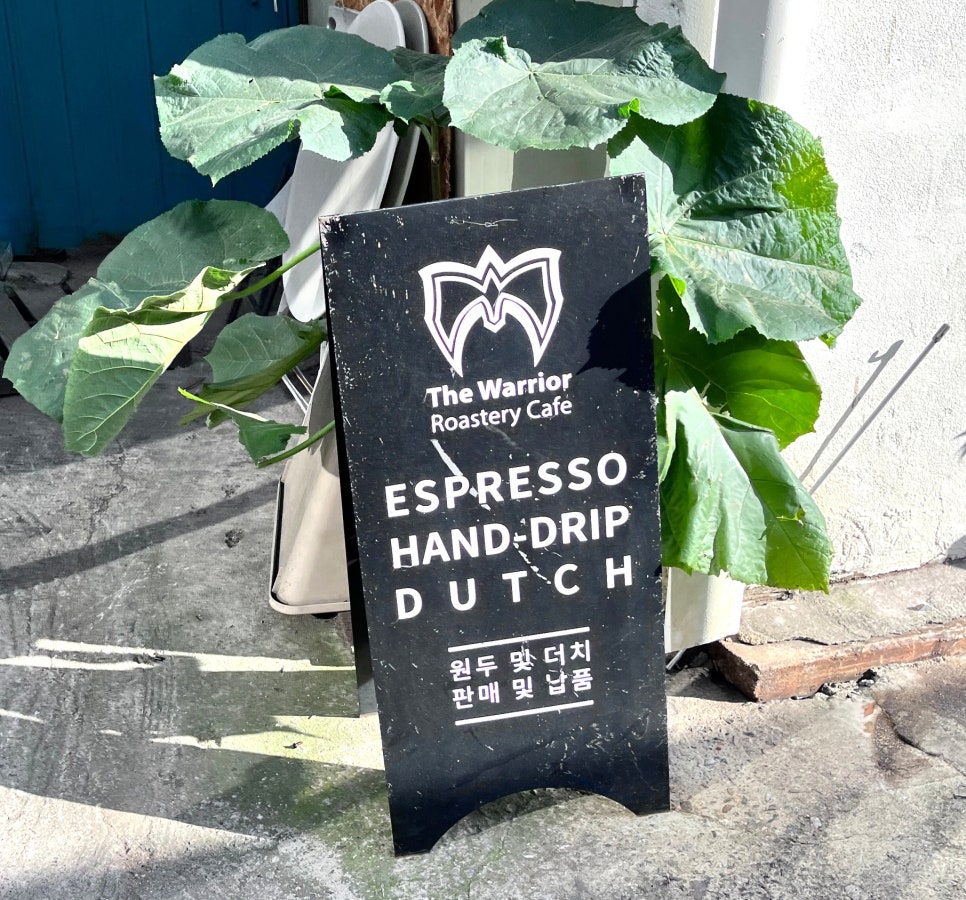 The Warrior
Roastery Cafe
ESPRESSO
HAND-DRIP
DUTCH
원두 및 더치
판매 및 납품